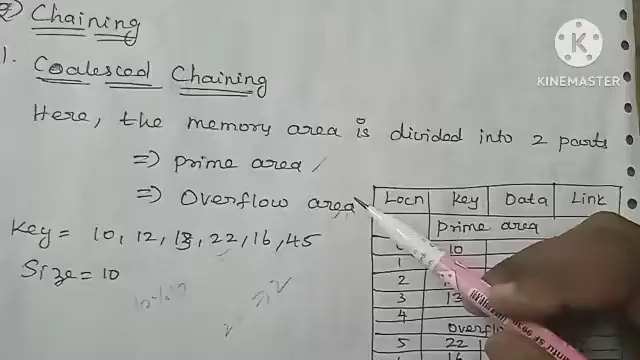 2) Chaining
1. Coalesced Chaining
Here, the memory area is divided into 2 parts
=> prime area
=> Overflow area
Key = 10, 12, 13, 22, 16, 45
Size = 10
Locn Key Data Link
prime area
10
1
2
3 13
4
overfl
5 22
16
K
KINEMASTER